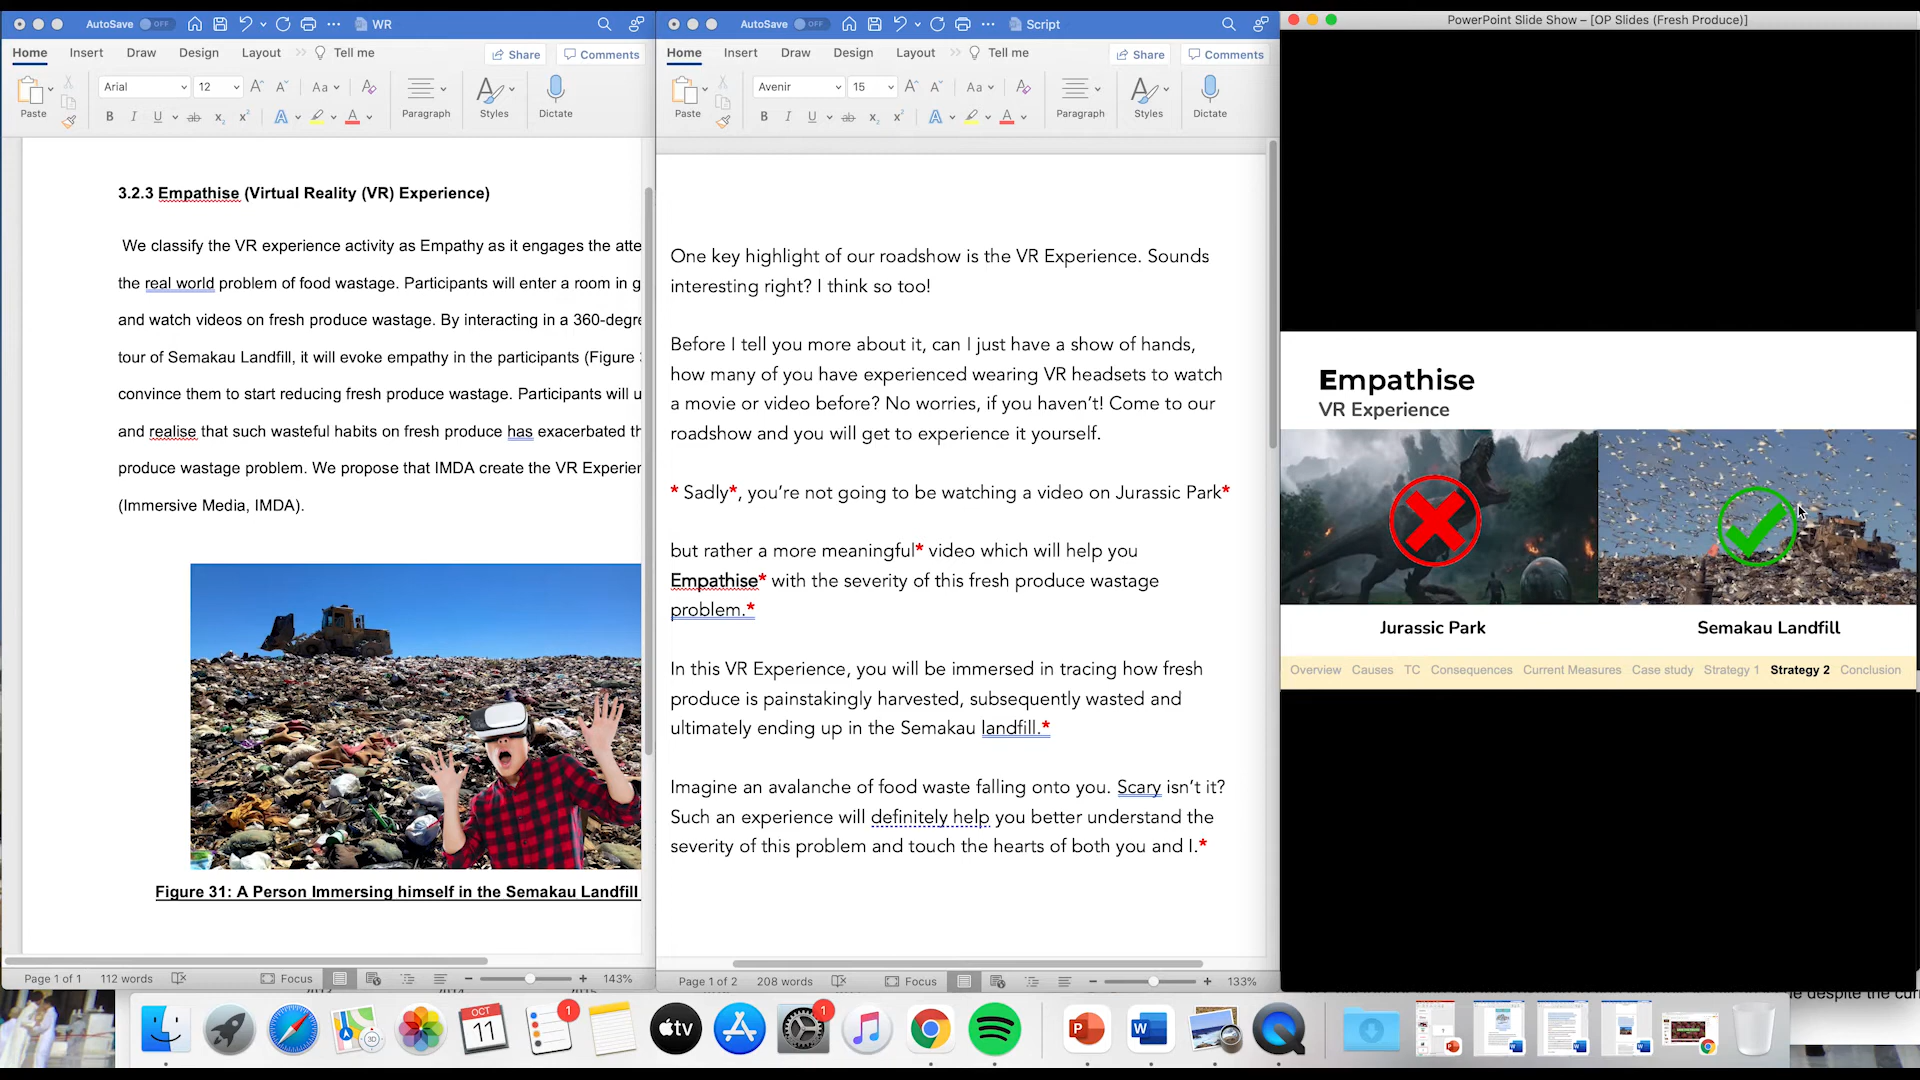 AutoSave OFF
WR
AutoSave OFF
Script
PowerPoint Slide Show – [OP Slides (Fresh Produce)]
Home Insert Draw Design Layout Tell me Share Comments
Home Insert Draw Design Layout Tell me Share Comments
Arial 12
Paste Paragraph Styles Dictate
Avenir 15
Paste Paragraph Styles Dictate
3.2.3 Empathise (Virtual Reality (VR) Experience)
We classify the VR experience activity as Empathy as it engages the atte
the real world problem of food wastage. Participants will enter a room in g
and watch videos on fresh produce wastage. By interacting in a 360-degre
tour of Semakau Landfill, it will evoke empathy in the participants (Figure
convince them to start reducing fresh produce wastage. Participants will u
and realise that such wasteful habits on fresh produce has exacerbated th
produce wastage problem. We propose that IMDA create the VR Experien
(Immersive Media, IMDA).
Figure 31: A Person Immersing himself in the Semakau Landfill
Page 1 of 1 112 words Focus 143%
One key highlight of our roadshow is the VR Experience. Sounds
interesting right? I think so too!
Before I tell you more about it, can I just have a show of hands,
how many of you have experienced wearing VR headsets to watch
a movie or video before? No worries, if you haven't! Come to our
roadshow and you will get to experience it yourself.
* Sadly*, you're not going to be watching a video on Jurassic Park*
but rather a more meaningful* video which will help you
Empathise* with the severity of this fresh produce wastage
problem.*
In this VR Experience, you will be immersed in tracing how fresh
produce is painstakingly harvested, subsequently wasted and
ultimately ending up in the Semakau landfill.*
Imagine an avalanche of food waste falling onto you. Scary isn't it?
Such an experience will definitely help you better understand the
severity of this problem and touch the hearts of both you and I.*
Page 1 of 2 208 words Focus 133%
Empathise
VR Experience
Jurassic Park
Semakau Landfill
Overview Causes TC Consequences Current Measures Case study Strategy 1 Strategy 2 Conclusion
OCT
11
1
tv
1